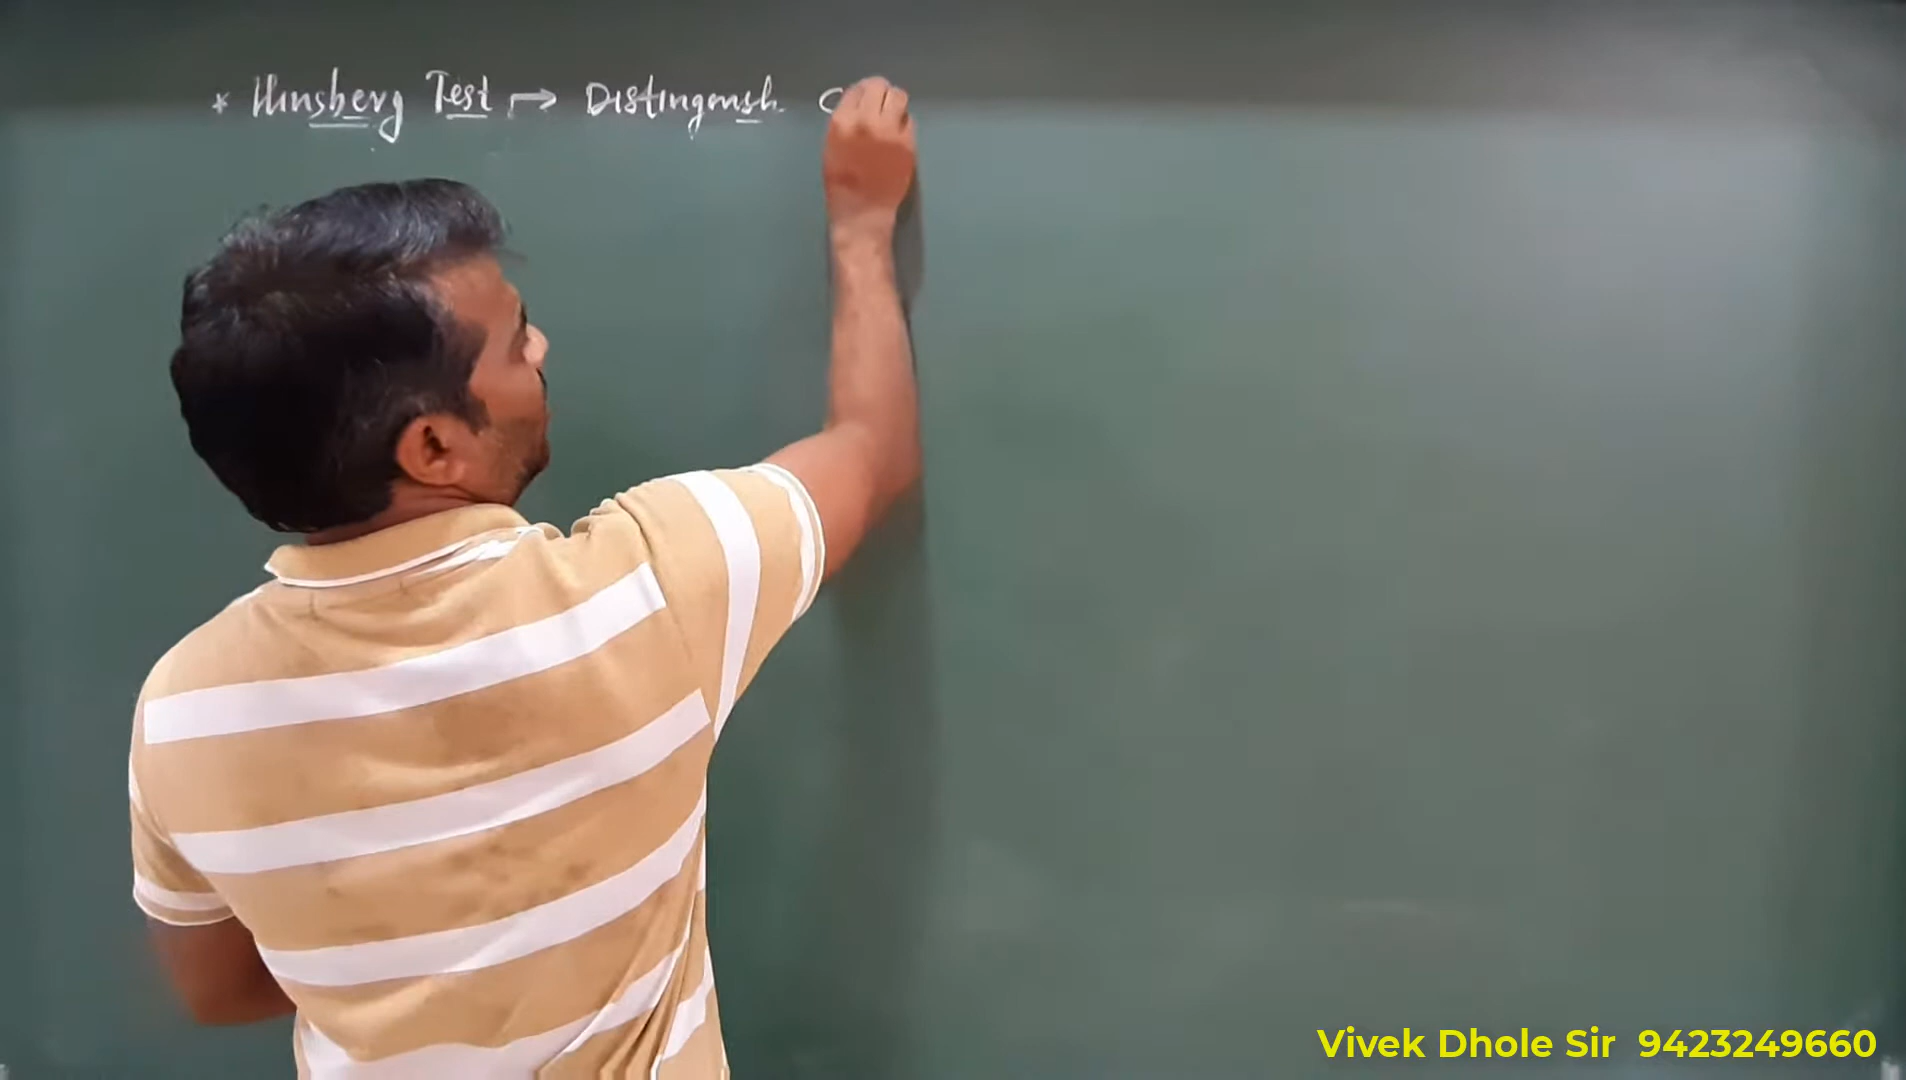 * Hinsberg Test → Distinguish
Vivek Dhole Sir 9423249660